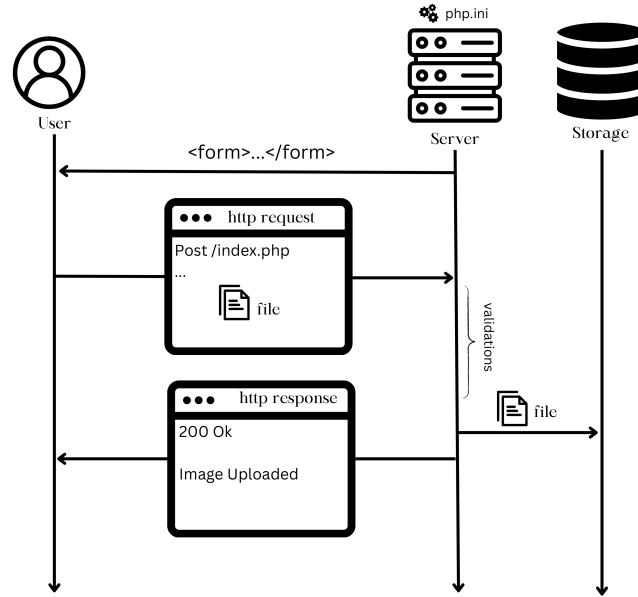 php.ini
User
Server
Storage
<form>...</form>
http request
Post /index.php
...
file
validations
http response
file
200 Ok
Image Uploaded